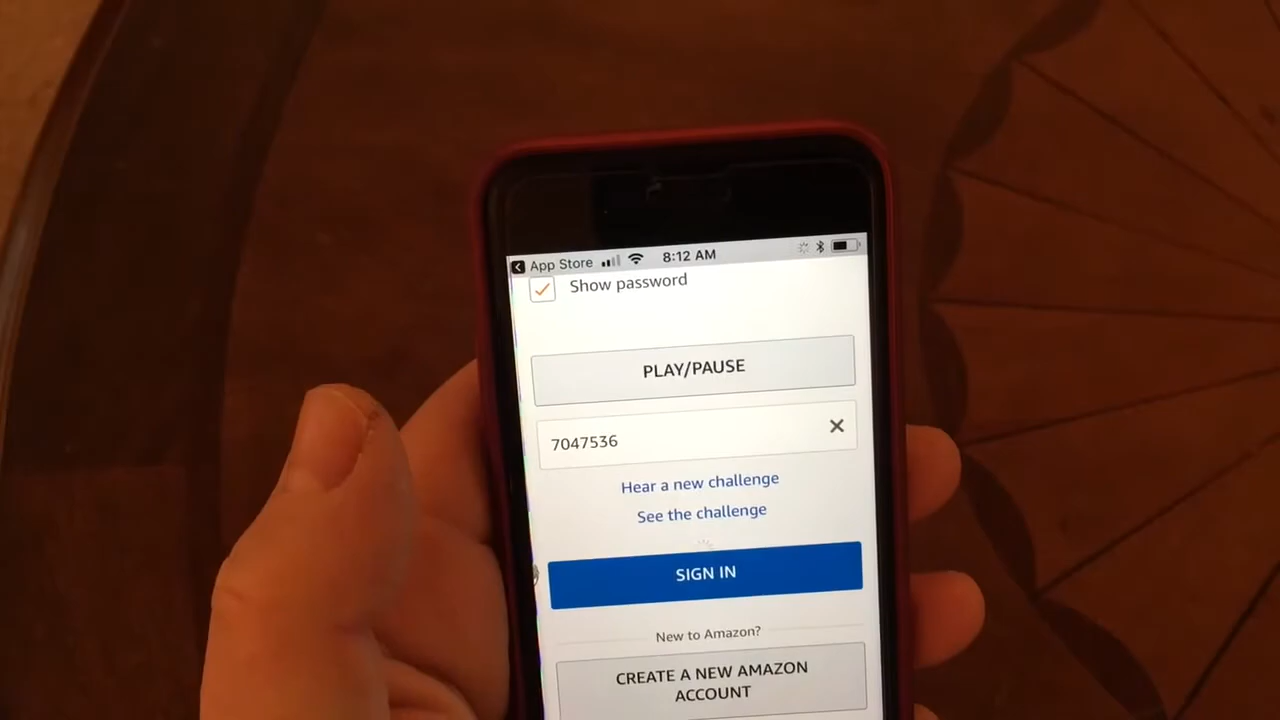 App Store 8:12 AM
Show password
PLAY/PAUSE
7047536
Hear a new challenge
See the challenge
SIGN IN
New to Amazon?
CREATE A NEW AMAZON
ACCOUNT